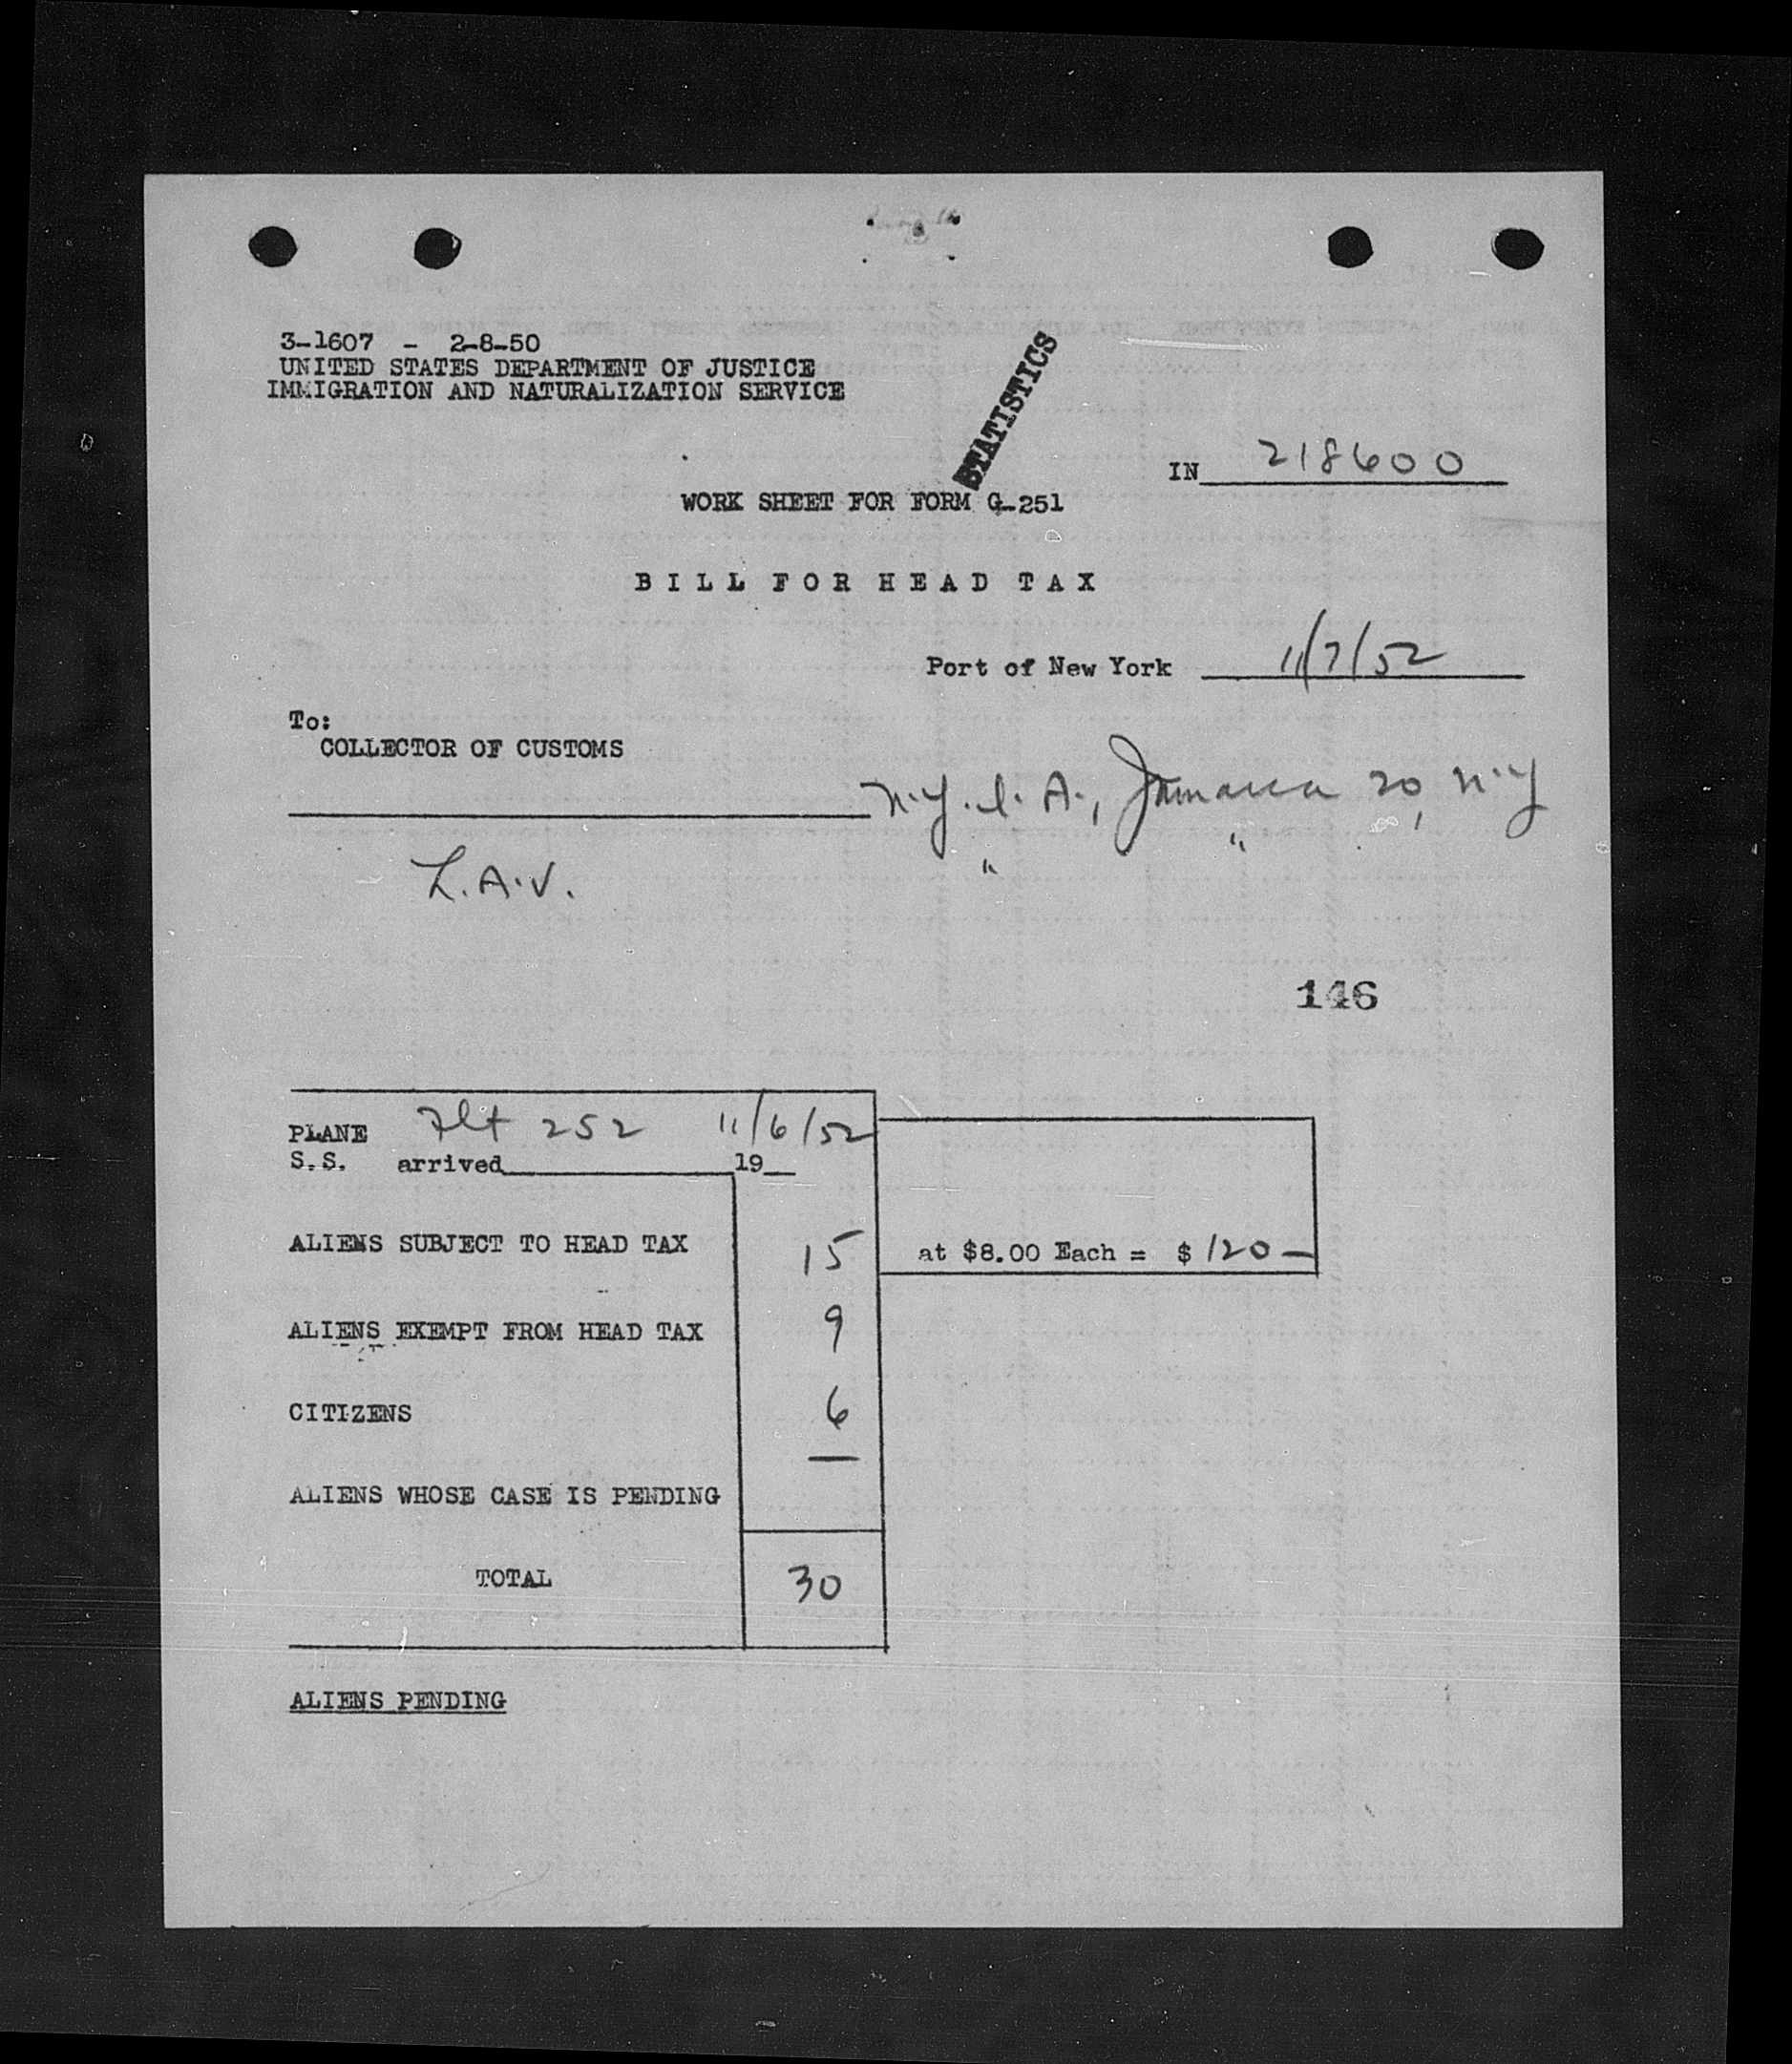 3-1607 - 2-8-50
UNITED STATES DEPARTMENT OF JUSTICE
IMMIGRATION AND NATURALIZATION SERVICE
STATISTICS
IN 218600
WORK SHEET FOR FORM G-251
BILL FOR HEAD TAX
Port of New York 11/7/52
To:
COLLECTOR OF CUSTOMS
N.Y.I.A., Jamaica 20, N.Y
" "
L.A.V.
146
PLANE Flt 252 11/6/52
S.S. arrived 19
ALIENS SUBJECT TO HEAD TAX 15 at $8.00 Each = $ 120 —
ALIENS EXEMPT FROM HEAD TAX 9
CITIZENS 6
ALIENS WHOSE CASE IS PENDING —
TOTAL 30
ALIENS PENDING